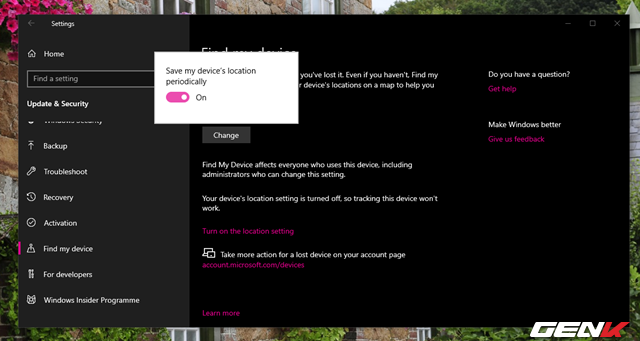 Settings
Home
Find a setting
Update & Security
Windows Security
Backup
Troubleshoot
Recovery
Activation
Find my device
For developers
Windows Insider Programme
Find my device
you've lost it. Even if you haven't, Find my
r device's locations on a map to help you
Save my device's location
periodically
On
Change
Find My Device affects everyone who uses this device, including
administrators who can change this setting.
Your device's location setting is turned off, so tracking this device won't
work.
Turn on the location setting
Take more action for a lost device on your account page
account.microsoft.com/devices
Learn more
Do you have a question?
Get help
Make Windows better
Give us feedback
GENK